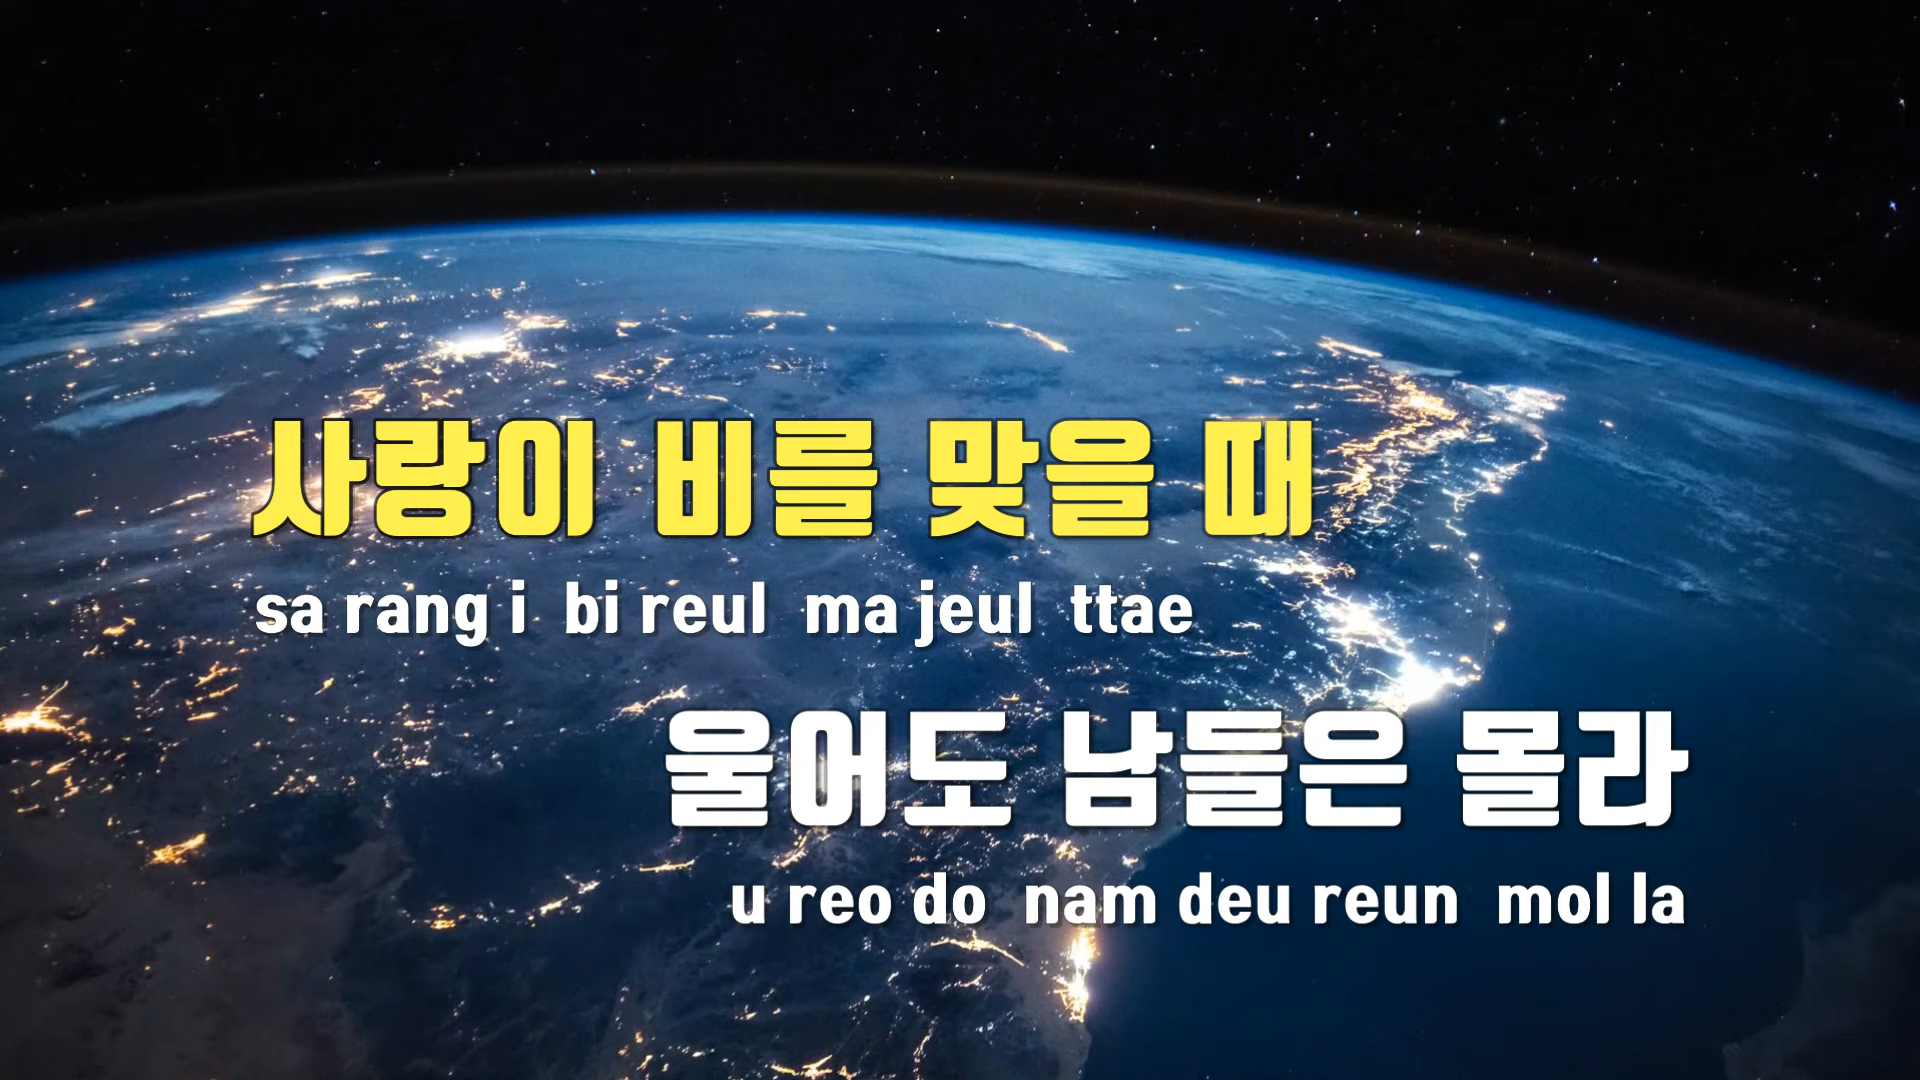 사랑이 비를 맞을 때
sa rang i bi reul ma jeul ttae
울어도 남들은 몰라
u reo do nam deu reun mol la